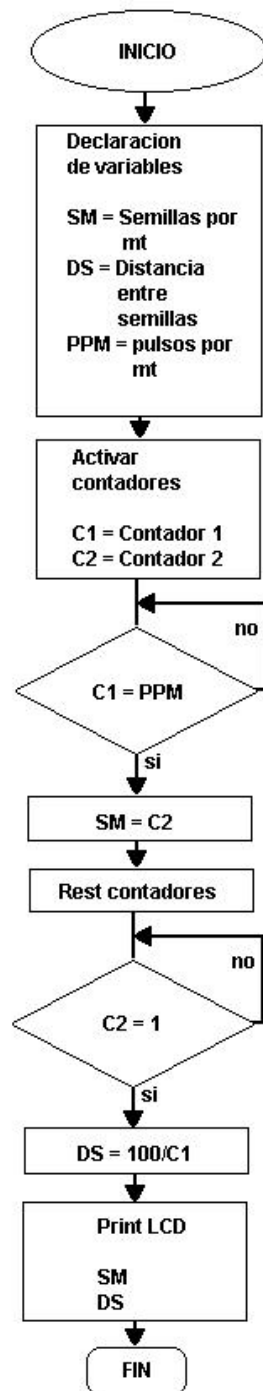 INICIO
Declaracion
de variables
SM = Semillas por
mt
DS = Distancia
entre
semillas
PPM = pulsos por
mt
Activar
contadores
C1 = Contador 1
C2 = Contador 2
no
C1 = PPM
si
SM = C2
Rest contadores
no
C2 = 1
si
DS = 100/C1
Print LCD
SM
DS
FIN